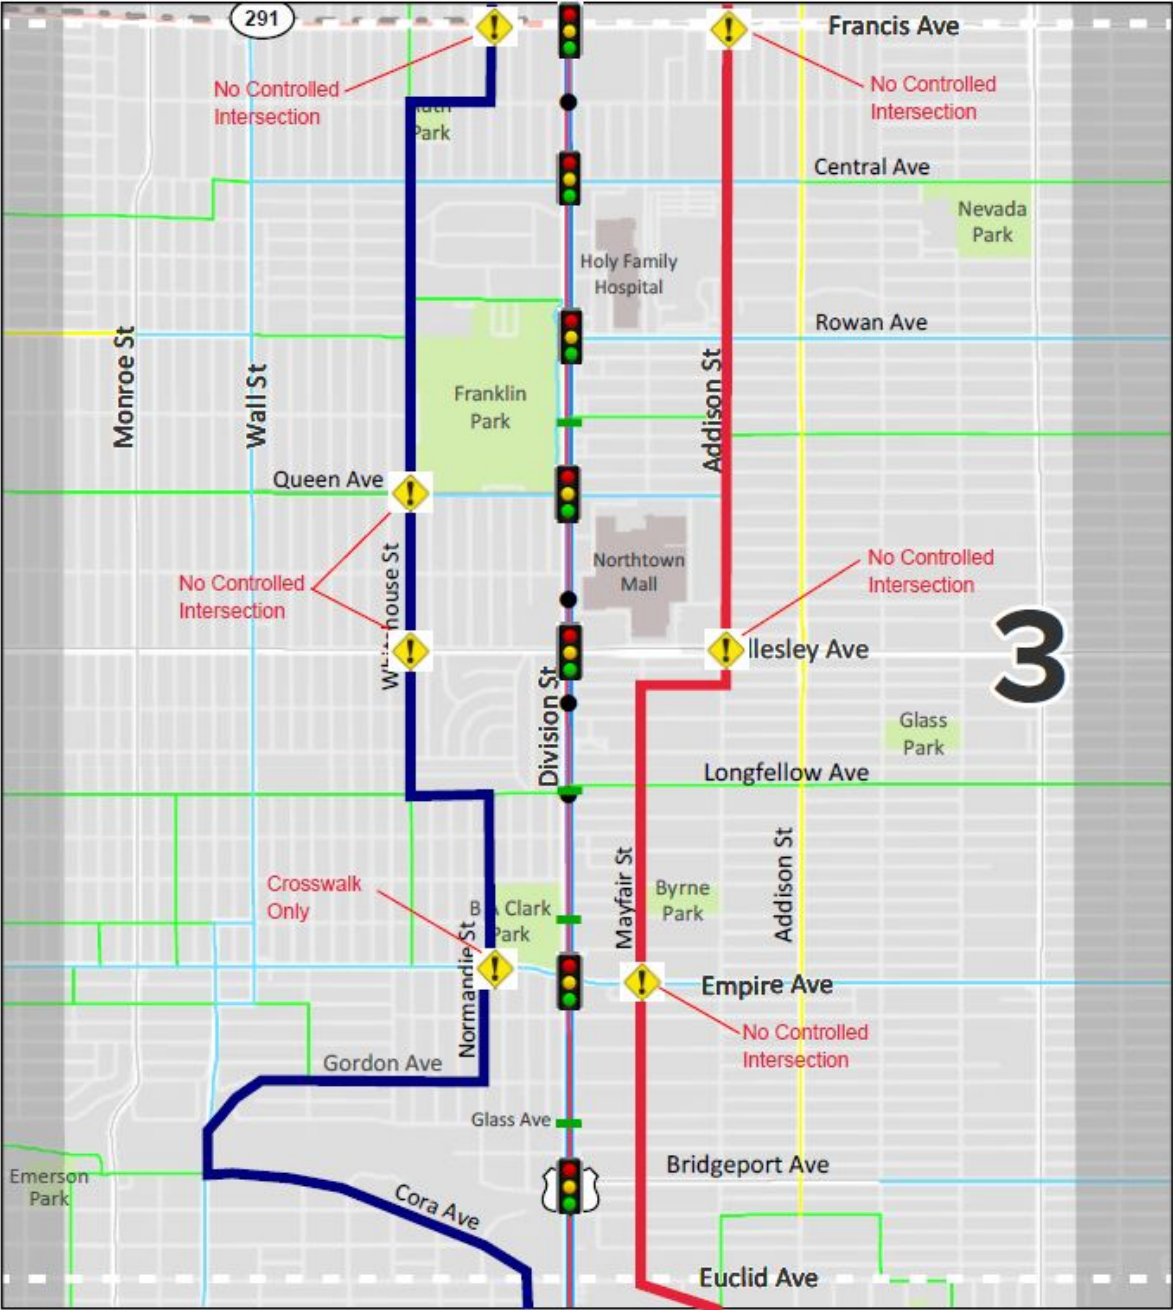 291
Francis Ave
No Controlled
Intersection
No Controlled
Intersection
Park
Central Ave
Nevada
Park
Holy Family
Hospital
Rowan Ave
Monroe St
Wall St
Addison St
Franklin
Park
Queen Ave
No Controlled
Intersection
Whitehouse St
Northtown
Mall
No Controlled
Intersection
llesley Ave
3
Division St
Glass
Park
Longfellow Ave
Crosswalk
Only
B A Clark
Park
Mayfair St
Byrne
Park
Addison St
Normandie St
Empire Ave
No Controlled
Intersection
Gordon Ave
Glass Ave
Bridgeport Ave
Emerson
Park
Cora Ave
Euclid Ave